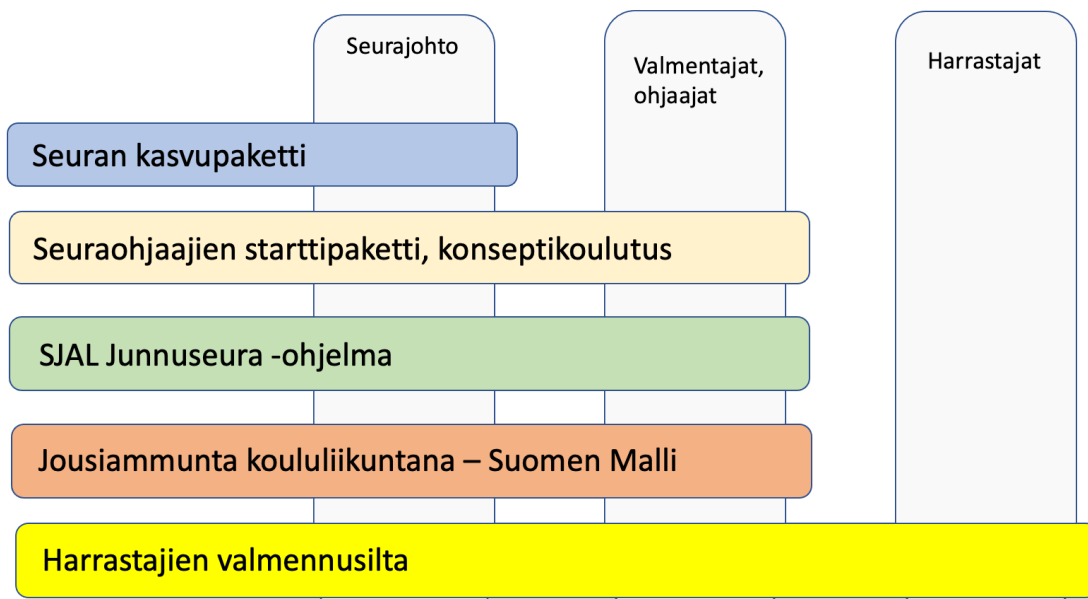 Seurajohto
Valmentajat,
ohjaajat
Harrastajat
Seuran kasvupaketti
Seuraohjaajien starttipaketti, konseptikoulutus
SJAL Junnuseura -ohjelma
Jousiammunta koululiikuntana – Suomen Malli
Harrastajien valmennusilta